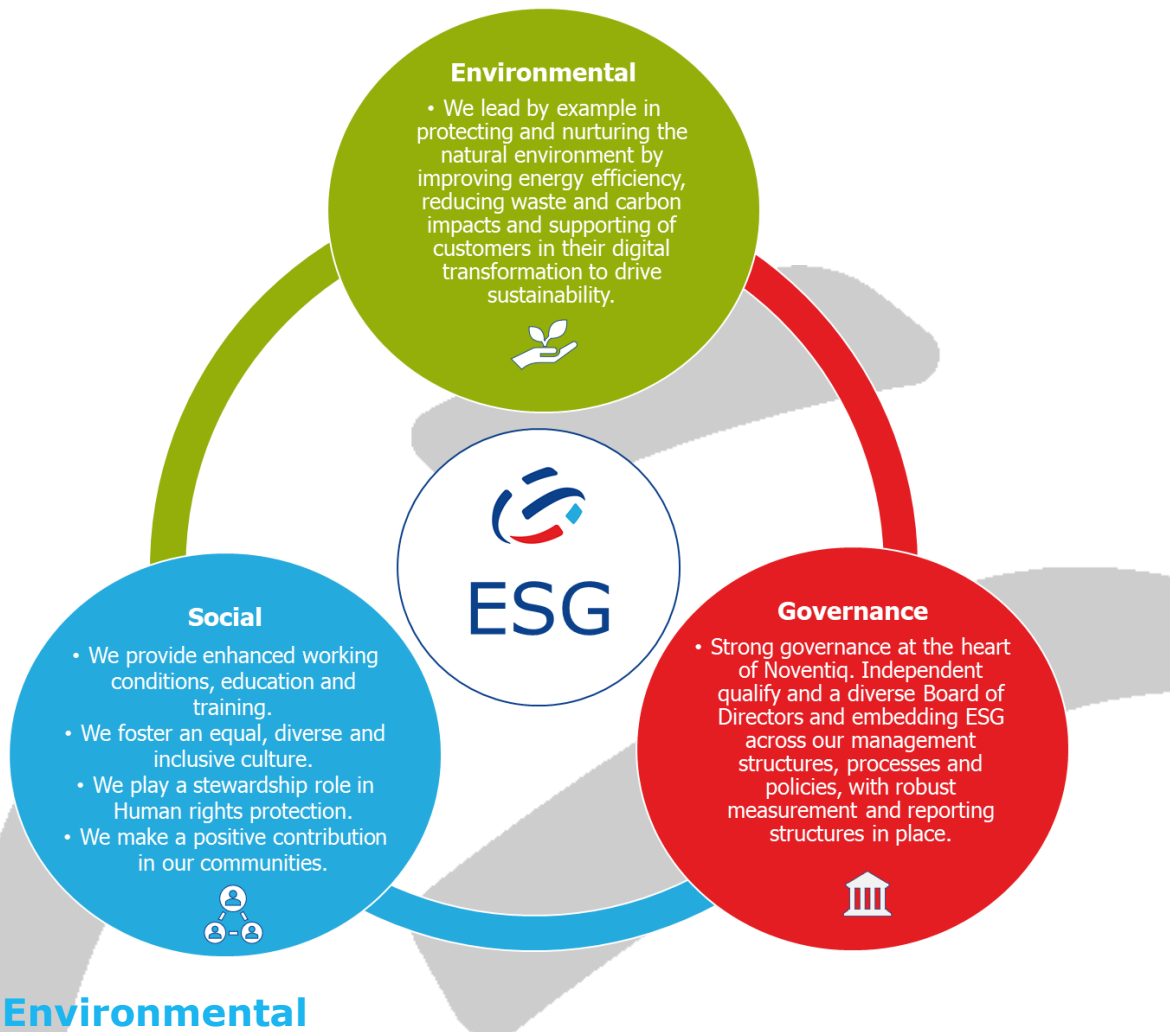 Environmental
• We lead by example in
protecting and nurturing the
natural environment by
improving energy efficiency,
reducing waste and carbon
impacts and supporting of
customers in their digital
transformation to drive
sustainability.
ESG
Social
• We provide enhanced working
conditions, education and
training.
• We foster an equal, diverse and
inclusive culture.
• We play a stewardship role in
Human rights protection.
• We make a positive contribution
in our communities.
Governance
• Strong governance at the heart
of Noventiq. Independent
qualify and a diverse Board of
Directors and embedding ESG
across our management
structures, processes and
policies, with robust
measurement and reporting
structures in place.
Environmental